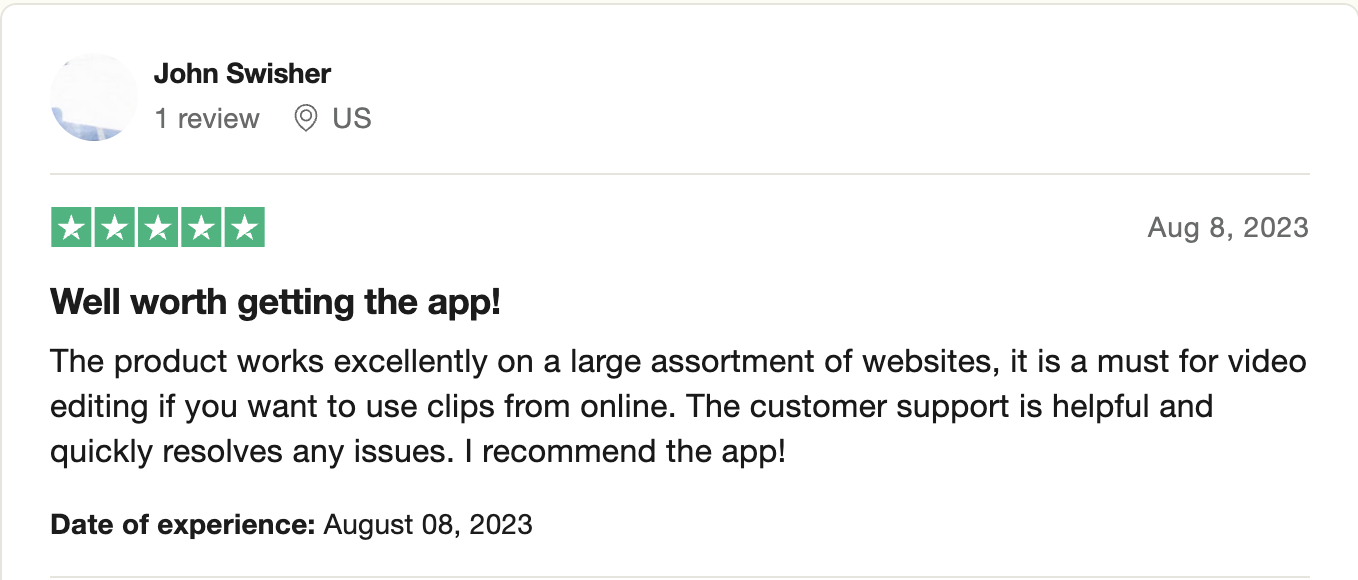 John Swisher
1 review US
Aug 8, 2023
Well worth getting the app!
The product works excellently on a large assortment of websites, it is a must for video
editing if you want to use clips from online. The customer support is helpful and
quickly resolves any issues. I recommend the app!
Date of experience: August 08, 2023